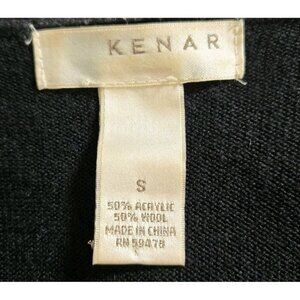 KENAR
S
50% ACRYLIC
50% WOOL
MADE IN CHINA
RN 59478